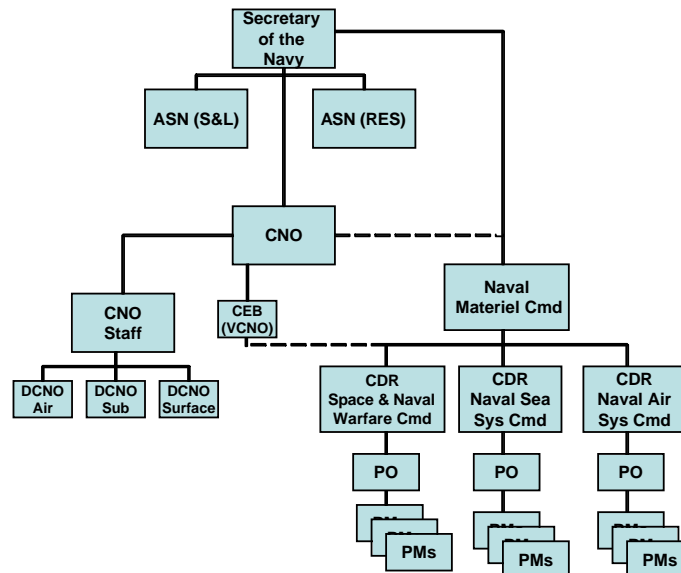 Secretary
of the
Navy
ASN (S&L)
ASN (RES)
CNO
CNO
Staff
CEB
(VCNO)
Naval
Materiel Cmd
DCNO
Air
DCNO
Sub
DCNO
Surface
CDR
Space & Naval
Warfare Cmd
CDR
Naval Sea
Sys Cmd
CDR
Naval Air
Sys Cmd
PO
PO
PO
PMs
PMs
PMs